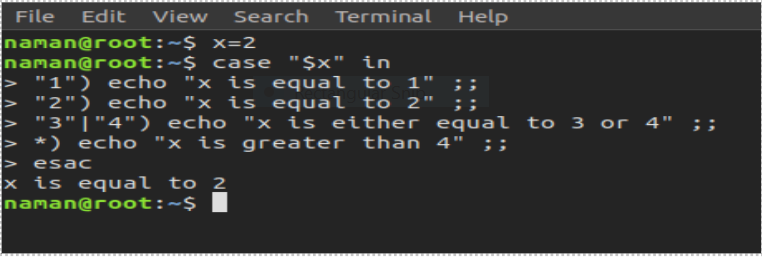 File Edit View Search Terminal Help
naman@root:~$ x=2
naman@root:~$ case "$x" in
> "1") echo "x is equal to 1" ;;
> "2") echo "x is equal to 2" ;;
> "3"|"4") echo "x is either equal to 3 or 4" ;;
> *) echo "x is greater than 4" ;;
> esac
x is equal to 2
naman@root:~$